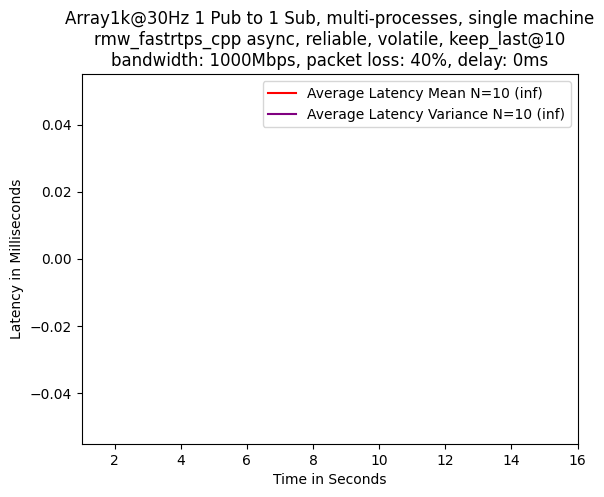 Array1k@30Hz 1 Pub to 1 Sub, multi-processes, single machine
rmw_fastrtps_cpp async, reliable, volatile, keep_last@10
bandwidth: 1000Mbps, packet loss: 40%, delay: 0ms
Average Latency Mean N=10 (inf)
Average Latency Variance N=10 (inf)
Latency in Milliseconds
0.04
0.02
0.00
−0.02
−0.04
2 4 6 8 10 12 14 16
Time in Seconds